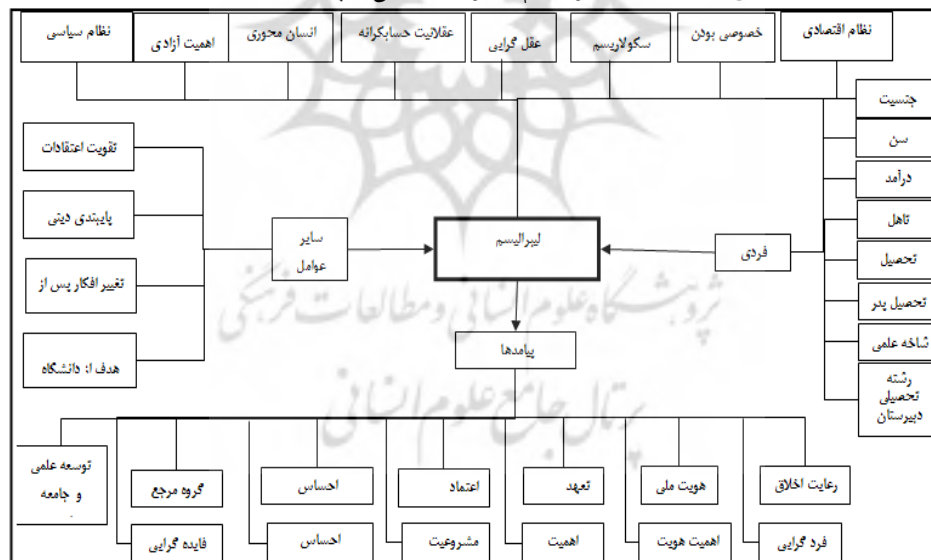 نظام اقتصادی
خصوصی بودن
سکولاریسم
عقل گرایی
عقلانیت حسابگرانه
انسان محوری
اهمیت آزادی
نظام سیاسی
جنسیت
سن
درآمد
تاهل
تحصیل
تحصیل پدر
شاخه علمی
رشته
تحصیلی
دبیرستان
فردی
لیبرالیسم
سایر
عوامل
تقویت اعتقادات
پایبندی دینی
تغییر افکار پس از
هدف از دانشگاه
پیامدها
رعایت اخلاق
هویت ملی
تعهد
اعتماد
احساس
گروه مرجع
توسعه علمی
و جامعه
فرد گرایی
اهمیت هویت
اهمیت
مشروعیت
احساس
فایده گرایی
پژوهشگاه علوم انسانی و مطالعات فرهنگی
پرتال جامع علوم انسانی